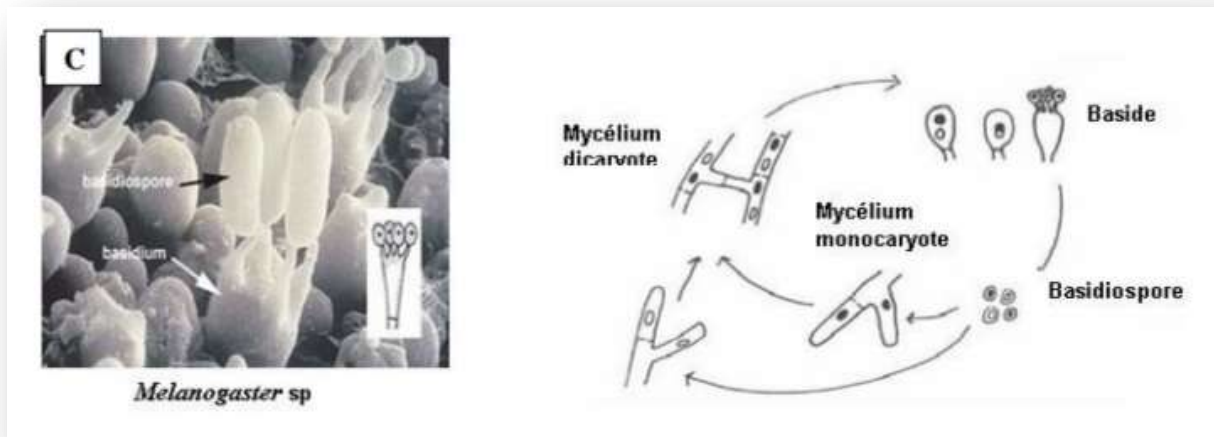 C
basidiospore
basidium
Melanogaster sp
Mycélium
dicaryote
Mycélium
monocaryote
Baside
Basidiospore